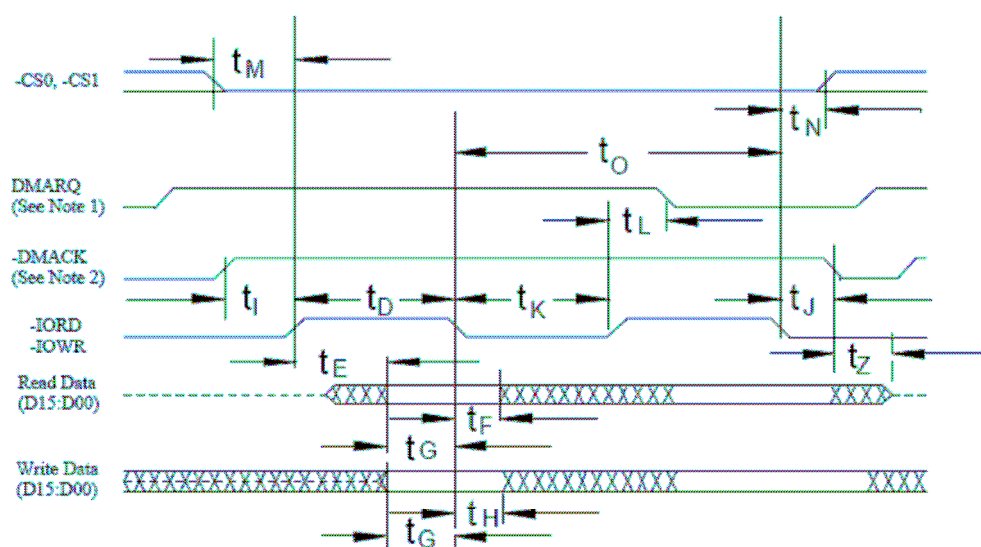 tM
-CS0, -CS1
tN
tO
DMARQ
(See Note 1)
tL
-DMACK
(See Note 2)
tI
tD
tK
tJ
-IORD
-IOWR
tE
tZ
Read Data
(D15:D00)
tF
tG
Write Data
(D15:D00)
tH
tG